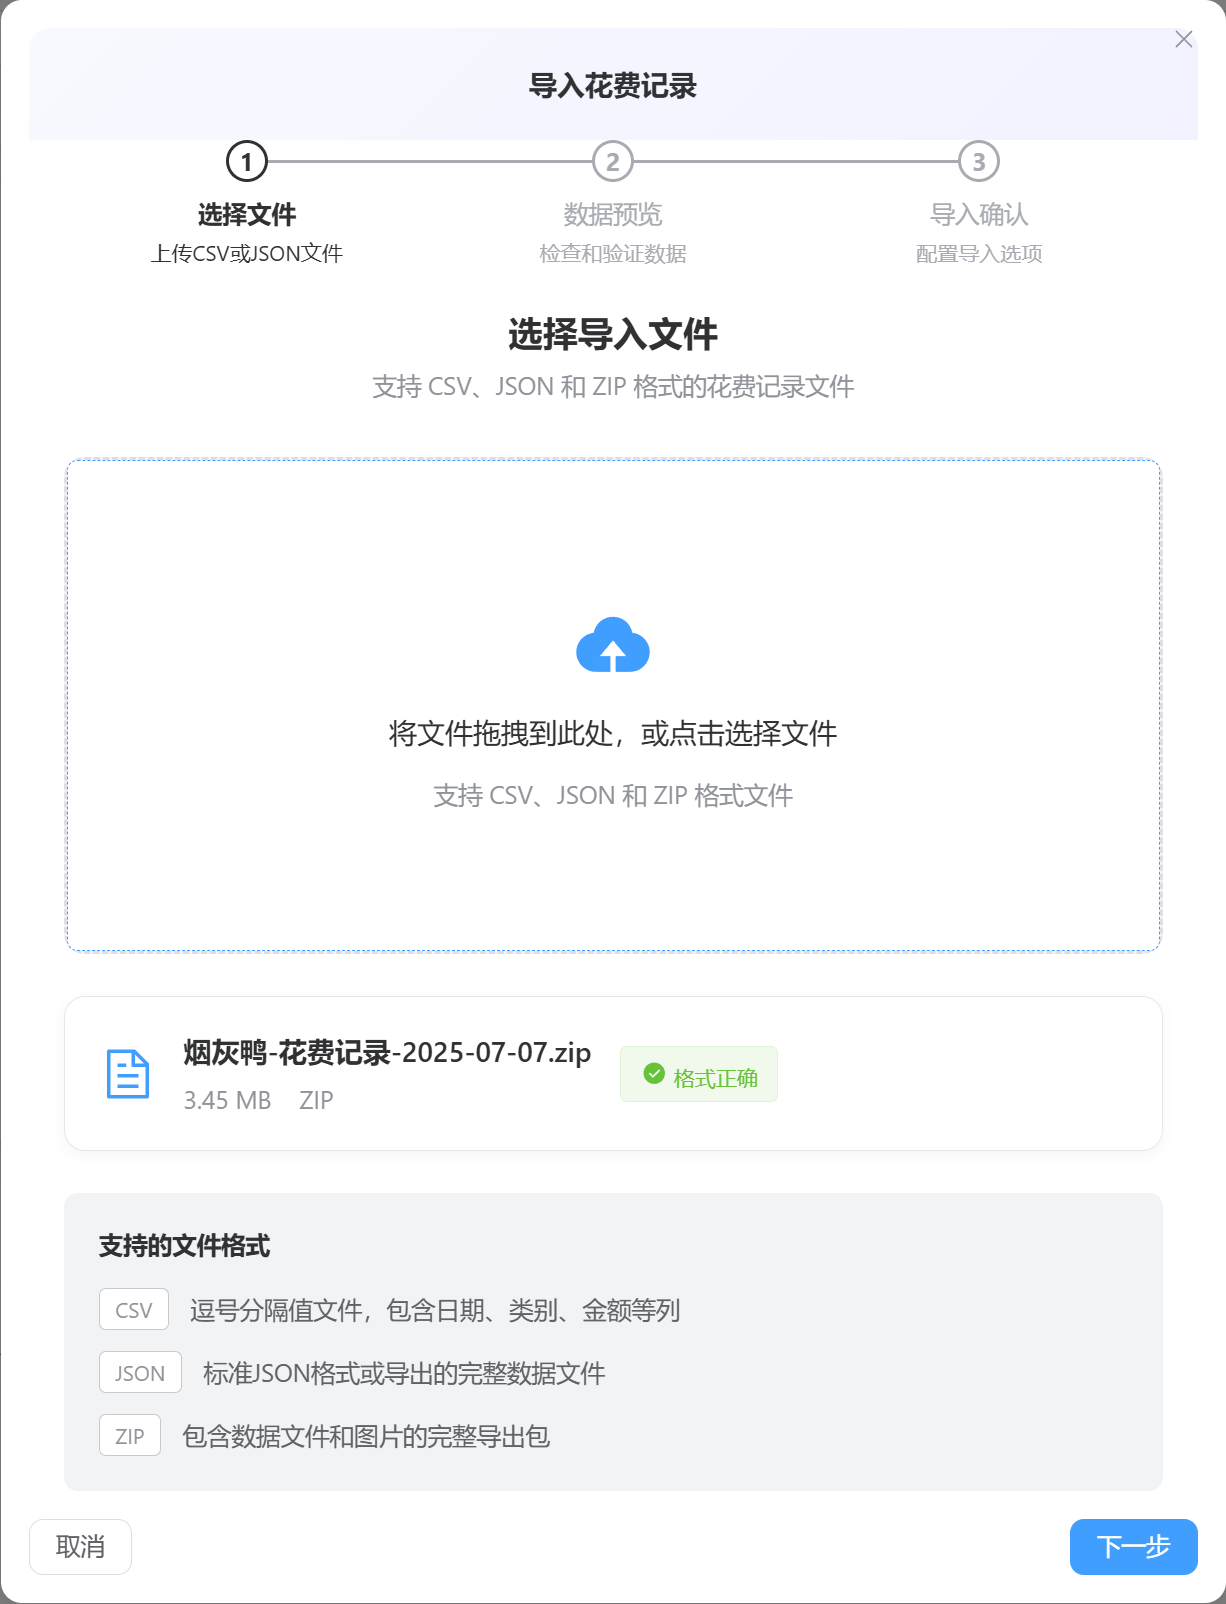 导入花费记录
1
2
3
选择文件
数据预览
导入确认
上传CSV或JSON文件
检查和验证数据
配置导入选项
选择导入文件
支持 CSV、JSON 和 ZIP 格式的花费记录文件
将文件拖拽到此处，或点击选择文件
支持 CSV、JSON 和 ZIP 格式文件
烟灰鸭-花费记录-2025-07-07.zip
3.45 MB ZIP
格式正确
支持的文件格式
CSV 逗号分隔值文件，包含日期、类别、金额等列
JSON 标准JSON格式或导出的完整数据文件
ZIP 包含数据文件和图片的完整导出包
取消
下一步